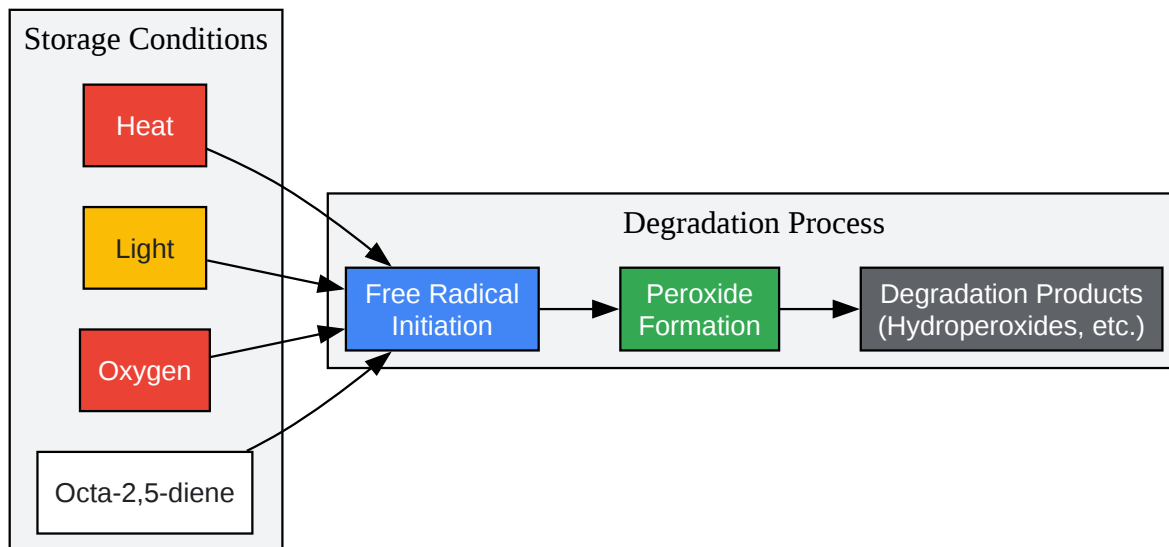 Storage Conditions
Heat
Light
Oxygen
Octa-2,5-diene
Degradation Process
Free Radical
Initiation
Peroxide
Formation
Degradation Products
(Hydroperoxides, etc.)